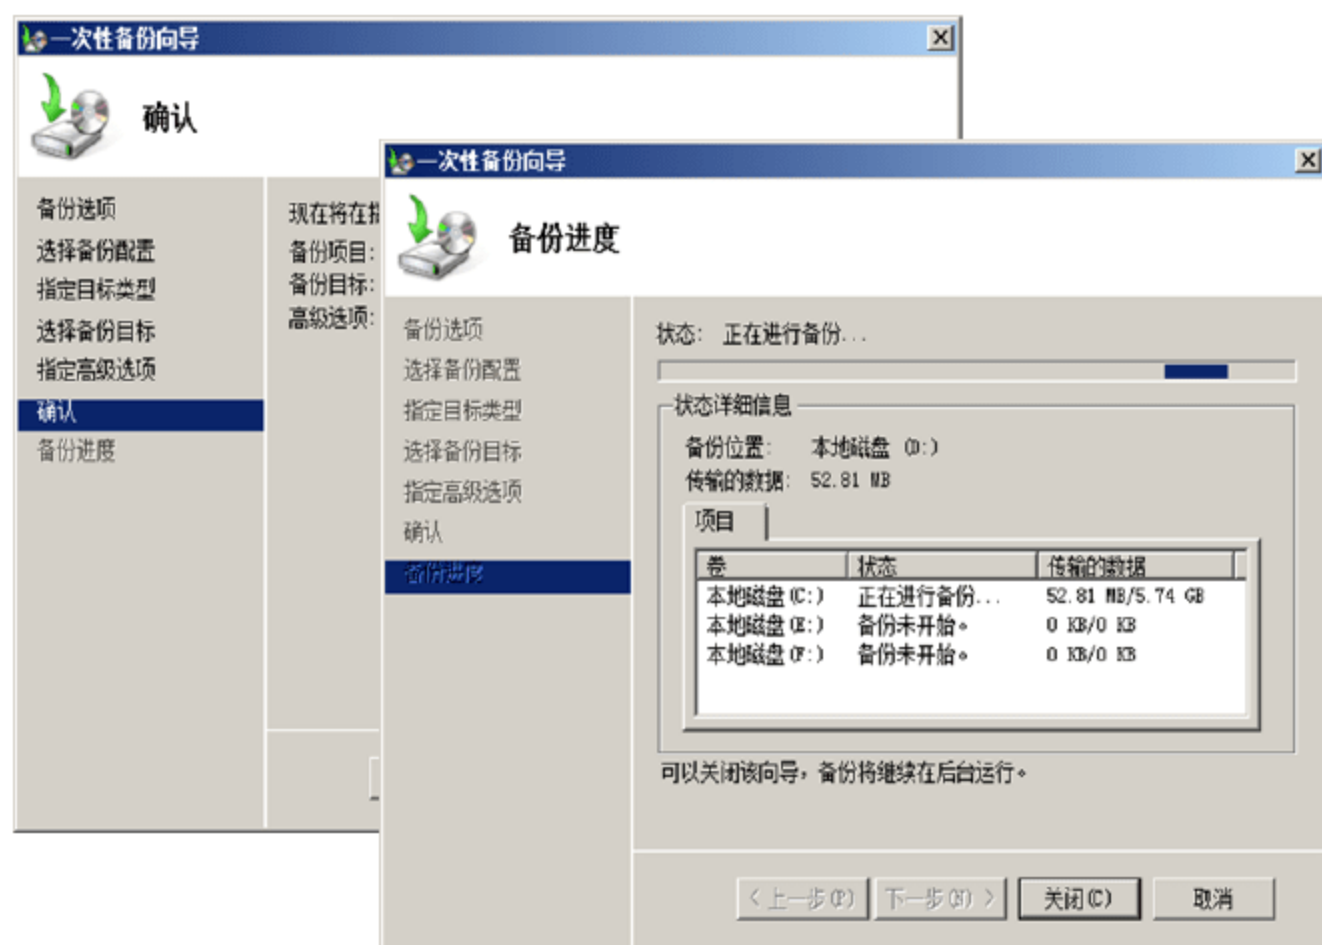 一次性备份向导
确认
备份选项
选择备份配置
指定目标类型
选择备份目标
指定高级选项
确认
备份进度
现在将在
备份项目:
备份目标:
高级选项:
一次性备份向导
备份进度
备份选项
选择备份配置
指定目标类型
选择备份目标
指定高级选项
确认
备份进度
状态: 正在进行备份...
状态详细信息
备份位置: 本地磁盘 (D:)
传输的数据: 52.81 MB
项目
卷 状态 传输的数据
本地磁盘(C:) 正在进行备份... 52.81 MB/5.74 GB
本地磁盘(E:) 备份未开始。 0 KB/0 KB
本地磁盘(F:) 备份未开始。 0 KB/0 KB
可以关闭该向导，备份将继续在后台运行。
< 上一步(P) 下一步(N) > 关闭(C) 取消